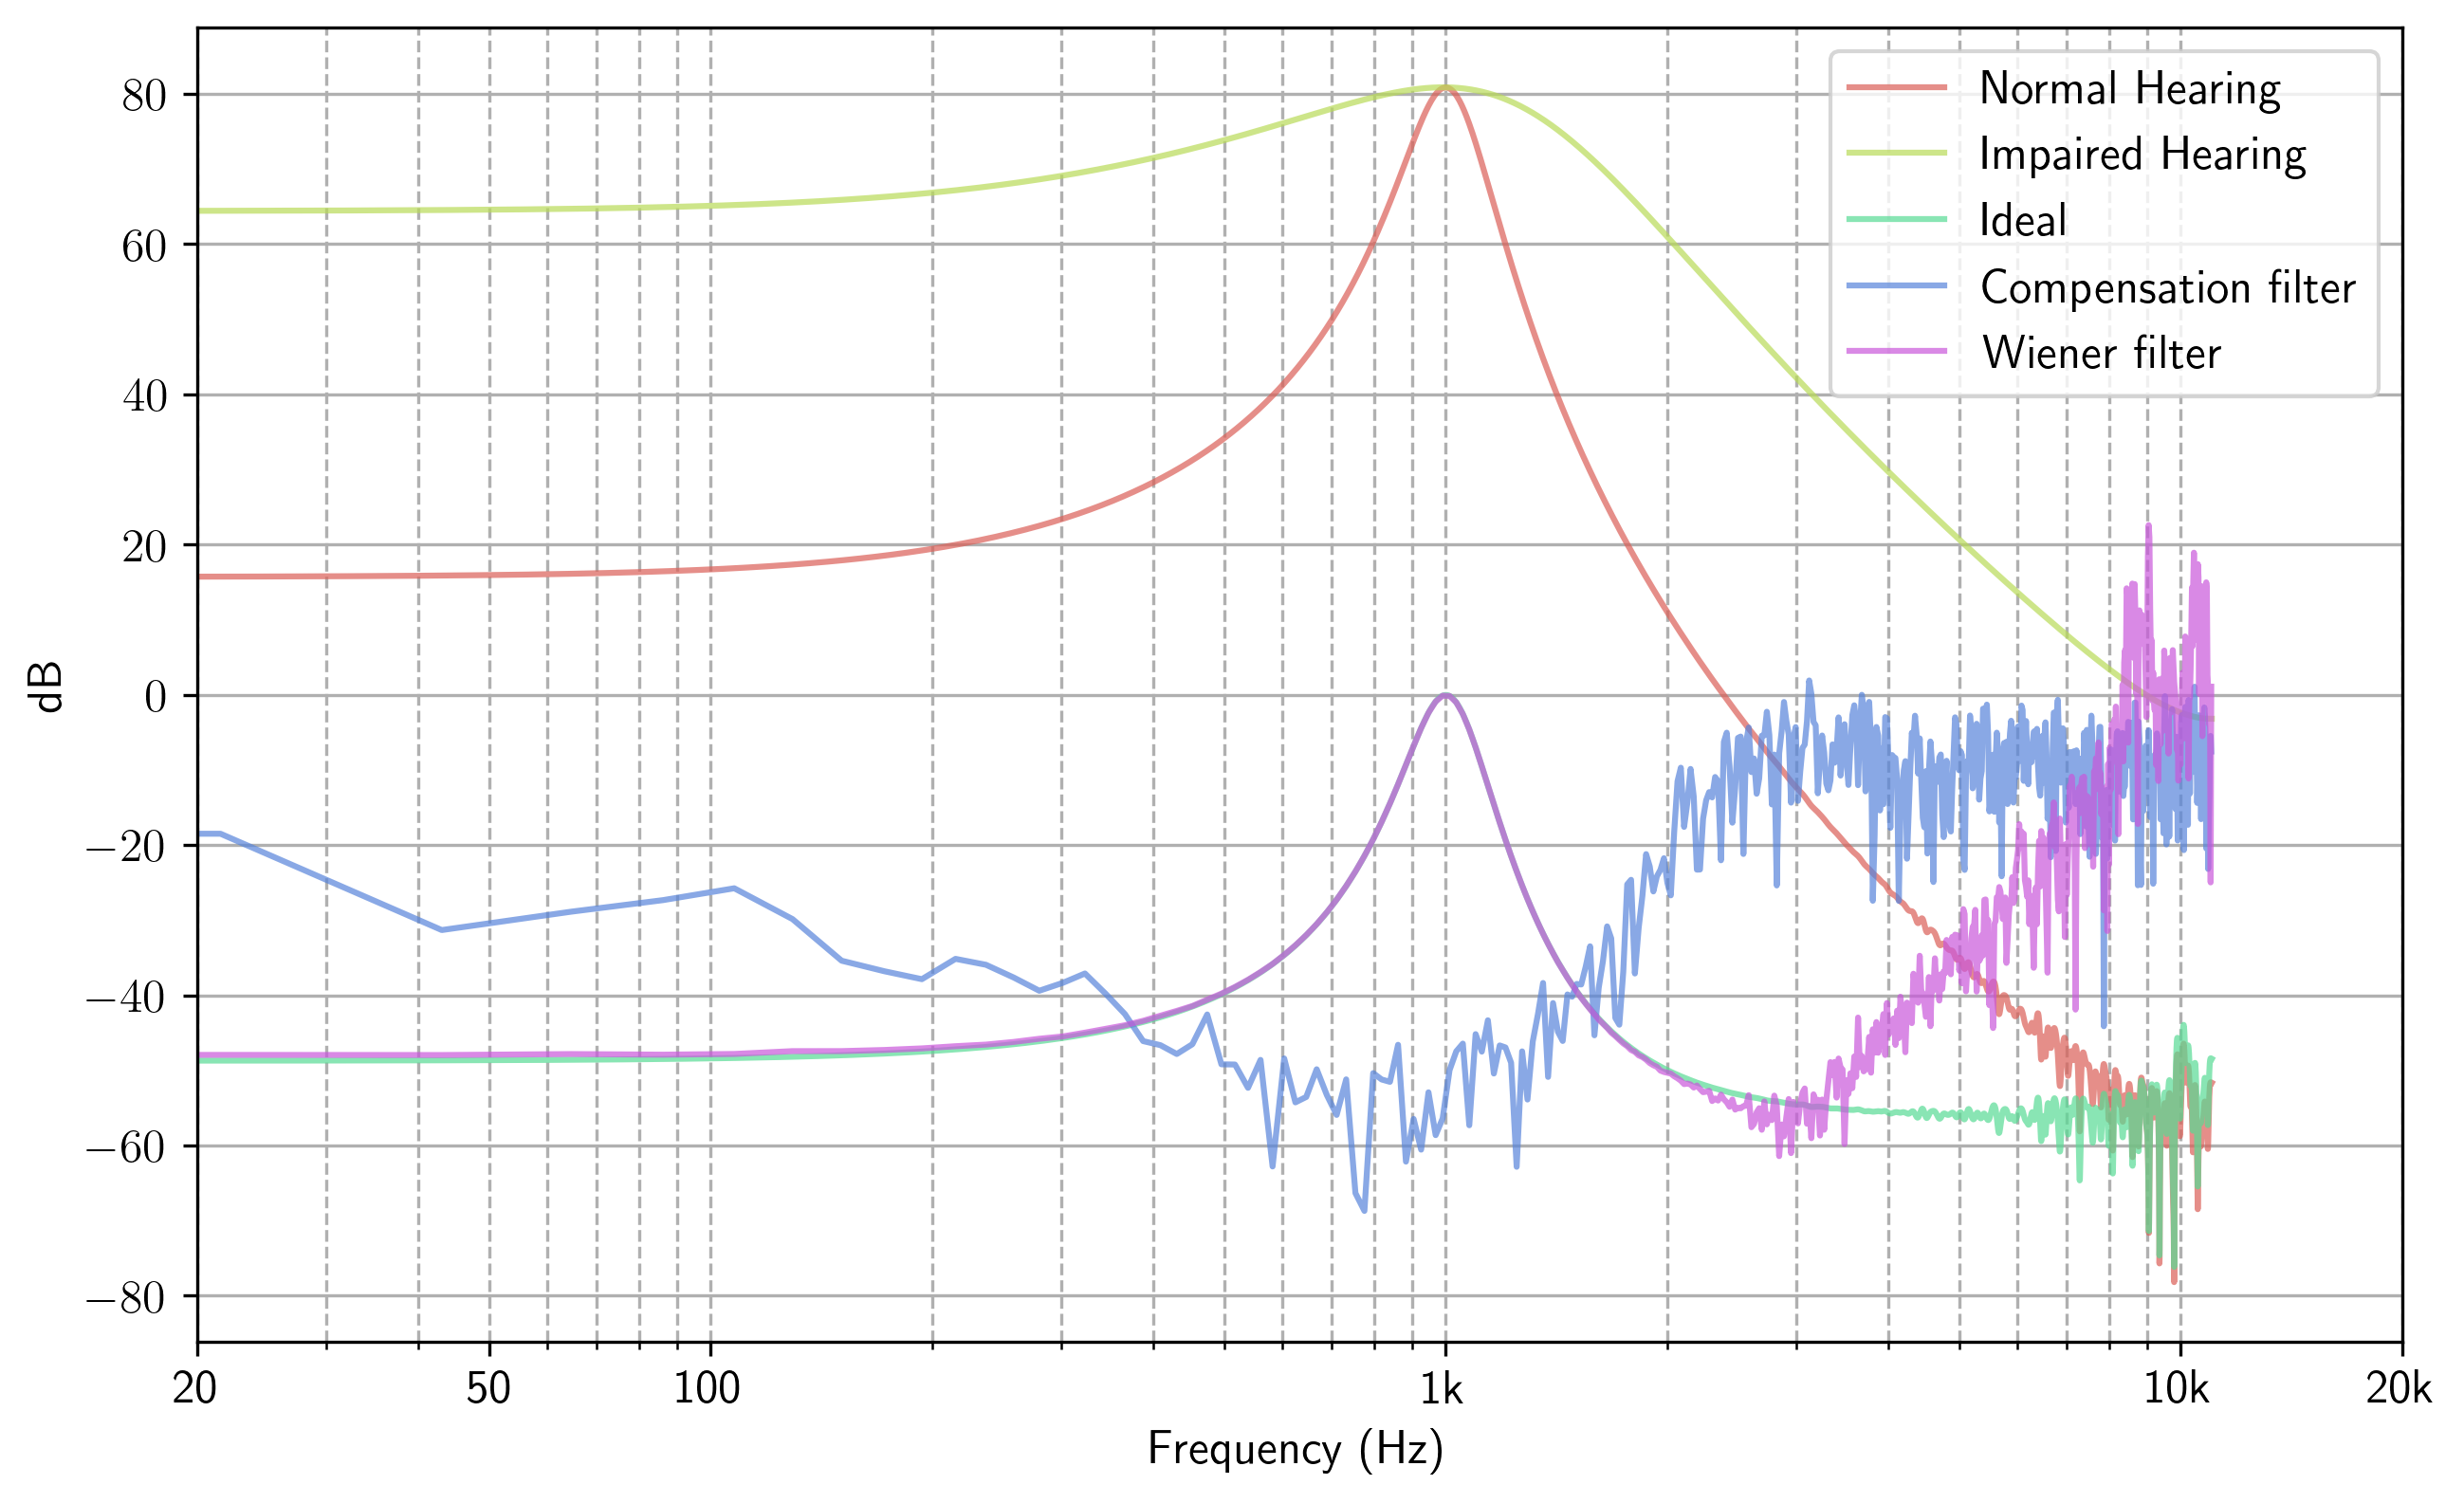 80
60
40
20
0
−20
−40
−60
−80
dB
20
50
100
1k
10k
20k
Frequency (Hz)
Normal Hearing
Impaired Hearing
Ideal
Compensation filter
Wiener filter